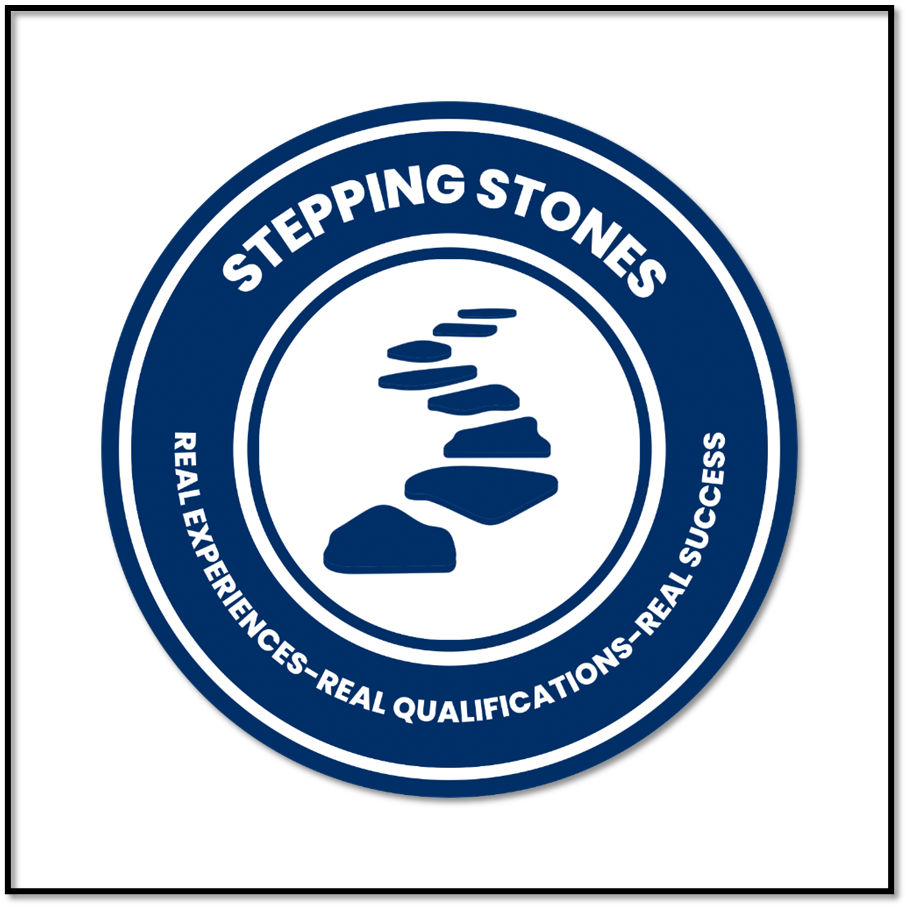 STEPPING STONES
REAL EXPERIENCES-REAL QUALIFICATIONS-REAL SUCCESS